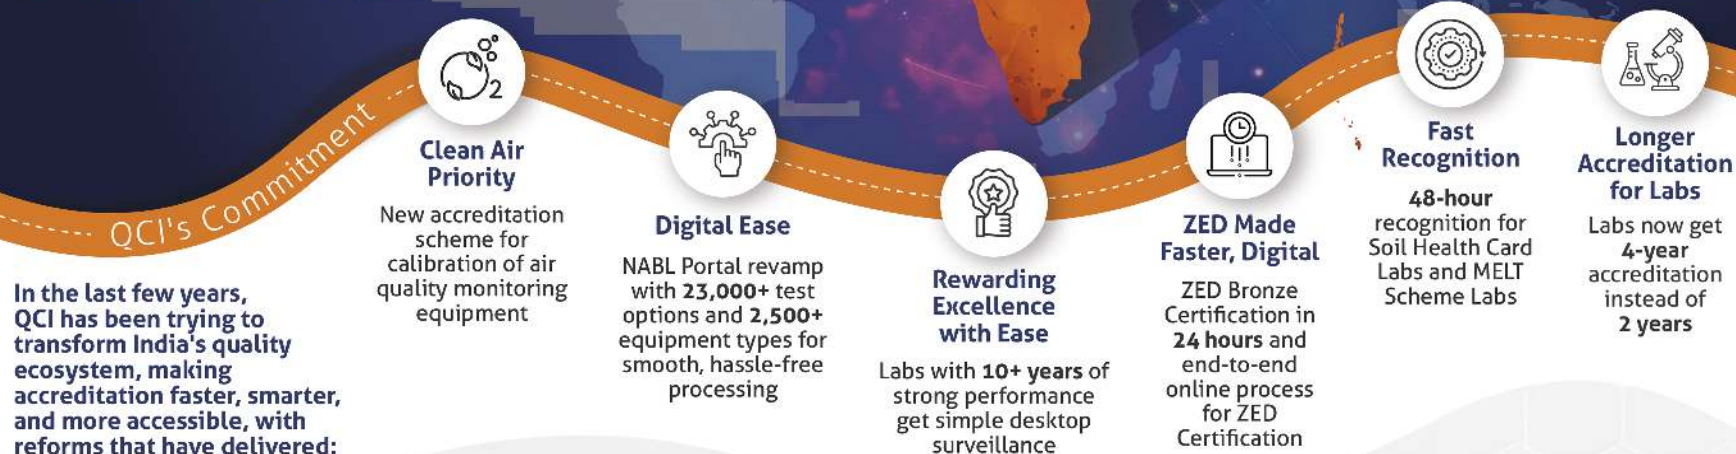 QCI's Commitment
In the last few years,
QCI has been trying to
transform India's quality
ecosystem, making
accreditation faster, smarter,
and more accessible, with
reforms that have delivered:
2
Clean Air
Priority
New accreditation
scheme for
calibration of air
quality monitoring
equipment
Digital Ease
NABL Portal revamp
with 23,000+ test
options and 2,500+
equipment types for
smooth, hassle-free
processing
Rewarding
Excellence
with Ease
Labs with 10+ years of
strong performance
get simple desktop
surveillance
ZED Made
Faster, Digital
ZED Bronze
Certification in
24 hours and
end-to-end
online process
for ZED
Certification
Fast
Recognition
48-hour
recognition for
Soil Health Card
Labs and MELT
Scheme Labs
Longer
Accreditation
for Labs
Labs now get
4-year
accreditation
instead of
2 years